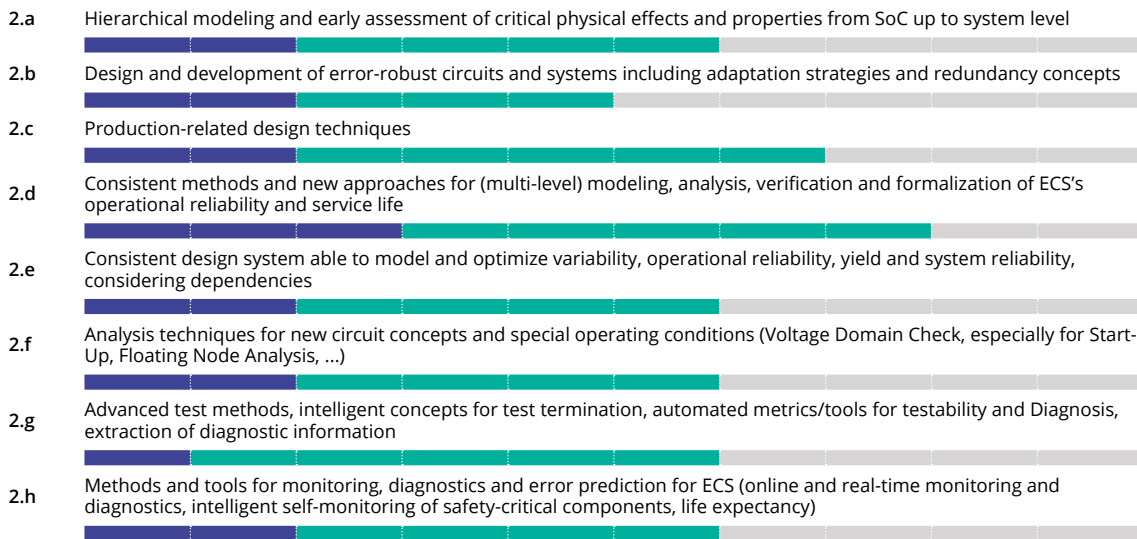 2.a Hierarchical modeling and early assessment of critical physical effects and properties from SoC up to system level
2.b Design and development of error-robust circuits and systems including adaptation strategies and redundancy concepts
2.c Production-related design techniques
2.d Consistent methods and new approaches for (multi-level) modeling, analysis, verification and formalization of ECS's
operational reliability and service life
2.e Consistent design system able to model and optimize variability, operational reliability, yield and system reliability,
considering dependencies
2.f Analysis techniques for new circuit concepts and special operating conditions (Voltage Domain Check, especially for Start-
Up, Floating Node Analysis, ...)
2.g Advanced test methods, intelligent concepts for test termination, automated metrics/tools for testability and Diagnosis,
extraction of diagnostic information
2.h Methods and tools for monitoring, diagnostics and error prediction for ECS (online and real-time monitoring and
diagnostics, intelligent self-monitoring of safety-critical components, life expectancy)